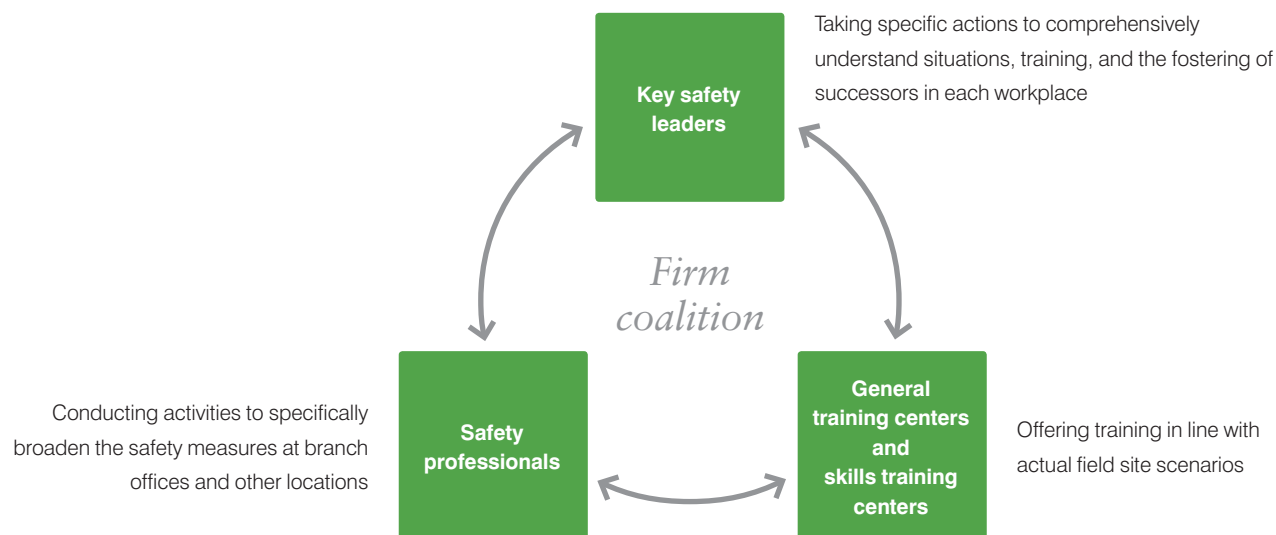 Key safety
leaders
Taking specific actions to comprehensively
understand situations, training, and the fostering of
successors in each workplace
Firm
coalition
Conducting activities to specifically
broaden the safety measures at branch
offices and other locations
Safety
professionals
General
training centers
and
skills training
centers
Offering training in line with
actual field site scenarios